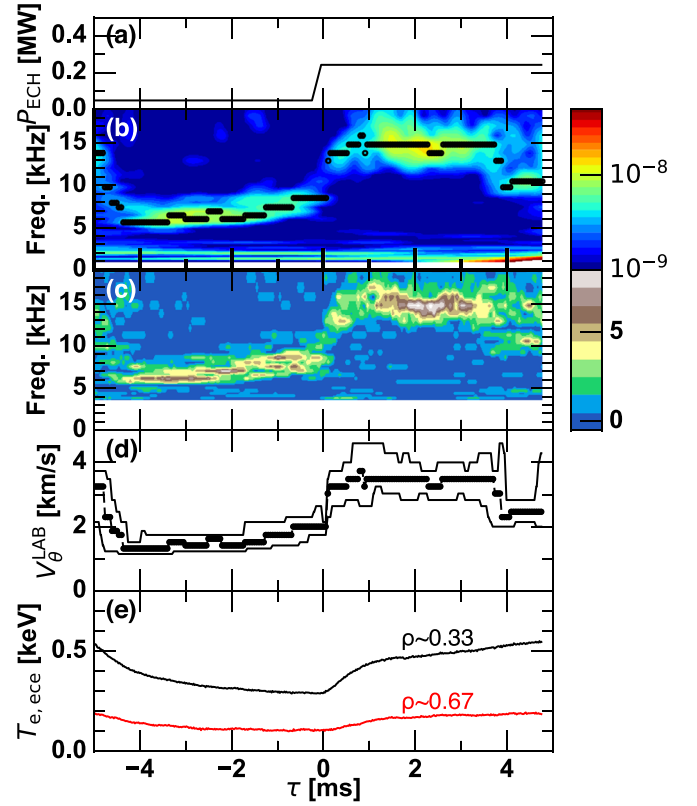 (a)
P_ECH [MW]
0.4
0.2
0.0
(b)
Freq. [kHz]
15
10
5
0
10^−8
10^−9
(c)
Freq. [kHz]
15
10
5
0
5
0
(d)
V_θ^LAB [km/s]
4
2
0
(e)
T_e, ece [keV]
0.5
0.0
ρ~0.33
ρ~0.67
−4 −2 0 2 4
τ [ms]